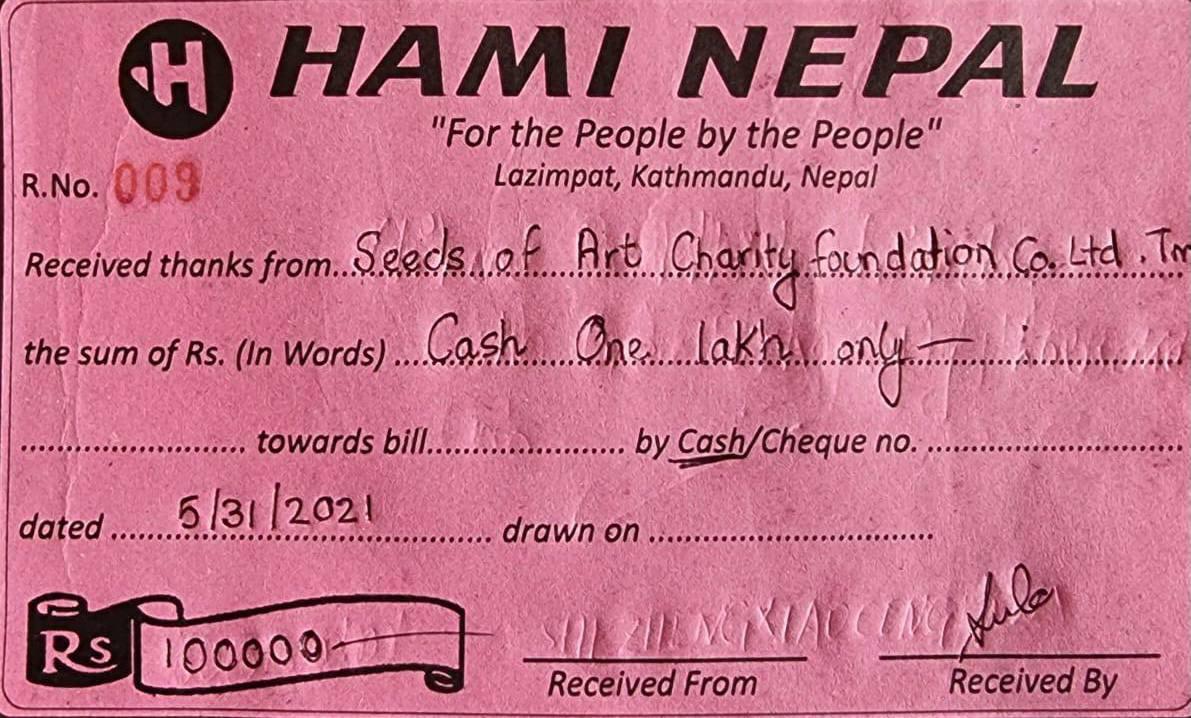 H HAMI NEPAL
"For the People by the People"
Lazimpat, Kathmandu, Nepal
R.No. 009
Received thanks from Seeds of Art Charity foundation Co. Ltd.
the sum of Rs. (In Words) Cash One lakh only —
towards bill by Cash/Cheque no.
dated 5/31/2021 drawn on
Rs 100000
Received From
Received By